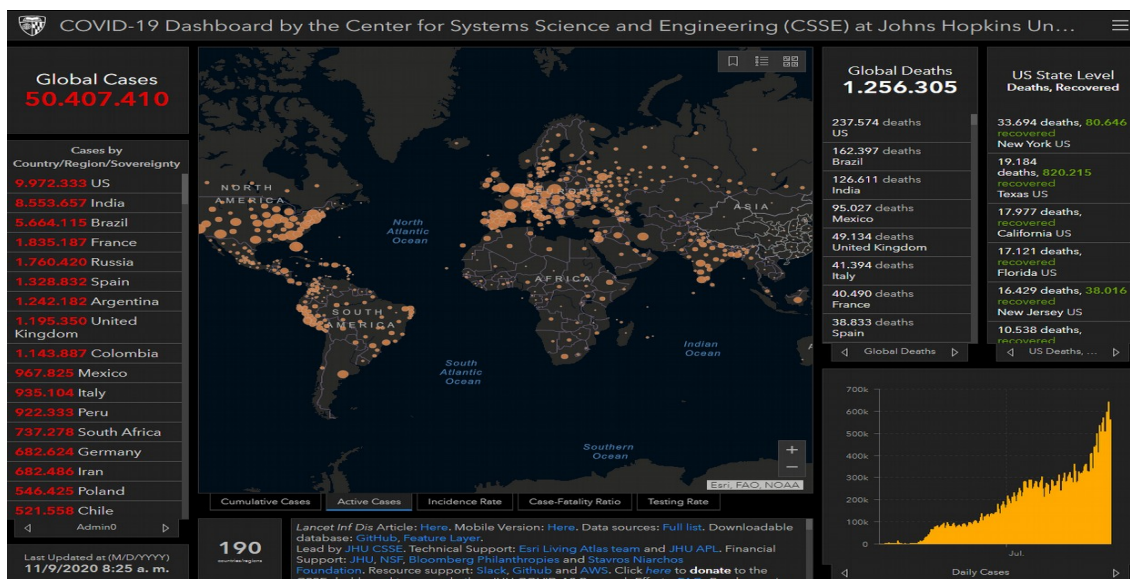 COVID-19 Dashboard by the Center for Systems Science and Engineering (CSSE) at Johns Hopkins Un...
Global Cases
50.407.410
Cases by
Country/Region/Sovereignty
9.972.333 US
8.553.657 India
5.664.115 Brazil
1.835.187 France
1.760.420 Russia
1.328.832 Spain
1.242.182 Argentina
1.195.350 United
Kingdom
1.143.887 Colombia
967.825 Mexico
935.104 Italy
922.333 Peru
737.278 South Africa
682.624 Germany
682.486 Iran
546.425 Poland
521.558 Chile
Admin0
Last Updated at (M/D/YYYY)
11/9/2020 8:25 a. m.
NORTH
AMERICA
North
Atlantic
Ocean
EUROPE
ASIA
AFRICA
SOUTH
AMERICA
South
Atlantic
Ocean
Indian
Ocean
Southern
Ocean
A
+
−
Esri, FAO, NOAA
Cumulative Cases
Active Cases
Incidence Rate
Case-Fatality Ratio
Testing Rate
190
countries/regions
Lancet Inf Dis Article: Here. Mobile Version: Here. Data sources: Full list. Downloadable
database: GitHub, Feature Layer.
Lead by JHU CSSE. Technical Support: Esri Living Atlas team and JHU APL. Financial
Support: JHU, NSF, Bloomberg Philanthropies and Stavros Niarchos
Foundation. Resource support: Slack, Github and AWS. Click here to donate to the
Global Deaths
1.256.305
237.574 deaths
US
162.397 deaths
Brazil
126.611 deaths
India
95.027 deaths
Mexico
49.134 deaths
United Kingdom
41.394 deaths
Italy
40.490 deaths
France
38.833 deaths
Spain
Global Deaths
US State Level
Deaths, Recovered
33.694 deaths, 80.646
recovered
New York US
19.184
deaths, 820.215
recovered
Texas US
17.977 deaths,
recovered
California US
17.121 deaths,
recovered
Florida US
16.429 deaths, 38.016
recovered
New Jersey US
10.538 deaths,
recovered
US Deaths, ...
700k
600k
500k
400k
300k
200k
100k
0
Jul.
Daily Cases